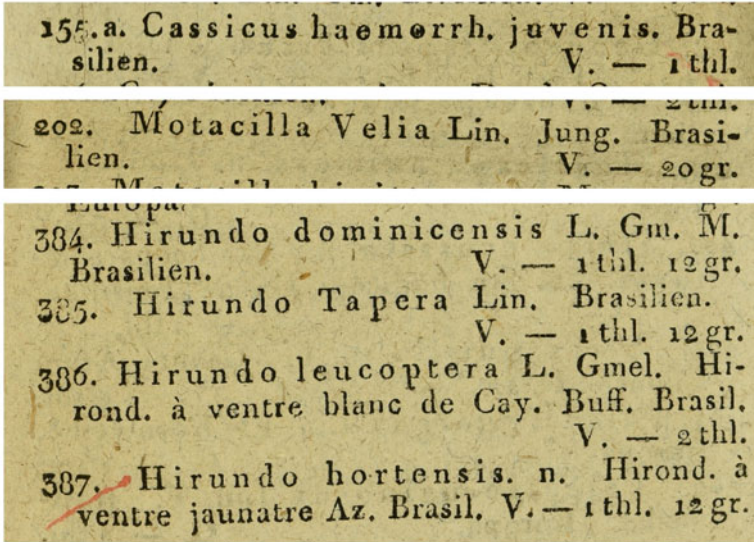 155.a. Cassicus haemorrh. juvenis. Bra-
silien. V. — 1 thl.
202. Motacilla Velia Lin. Jung. Brasi-
lien. V. — 20 gr.
Europa.
384. Hirundo dominicensis L. Gm. M.
Brasilien. V. — 1 thl. 12 gr.
385. Hirundo Tapera Lin. Brasilien.
V. — 1 thl. 12 gr.
386. Hirundo leucoptera L. Gmel. Hi-
rond. à ventre blanc de Cay. Buff. Brasil.
V. — 2 thl.
387. Hirundo hortensis. n. Hirond. à
ventre jaunatre Az. Brasil. V. — 1 thl. 12 gr.